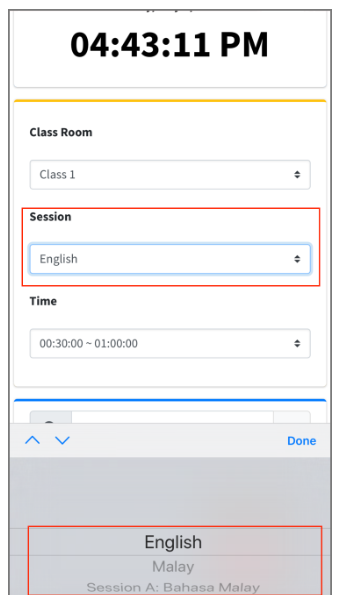 04:43:11 PM
Class Room
Class 1
Session
English
Time
00:30:00 ~ 01:00:00
Done
English
Malay
Session A: Bahasa Malay